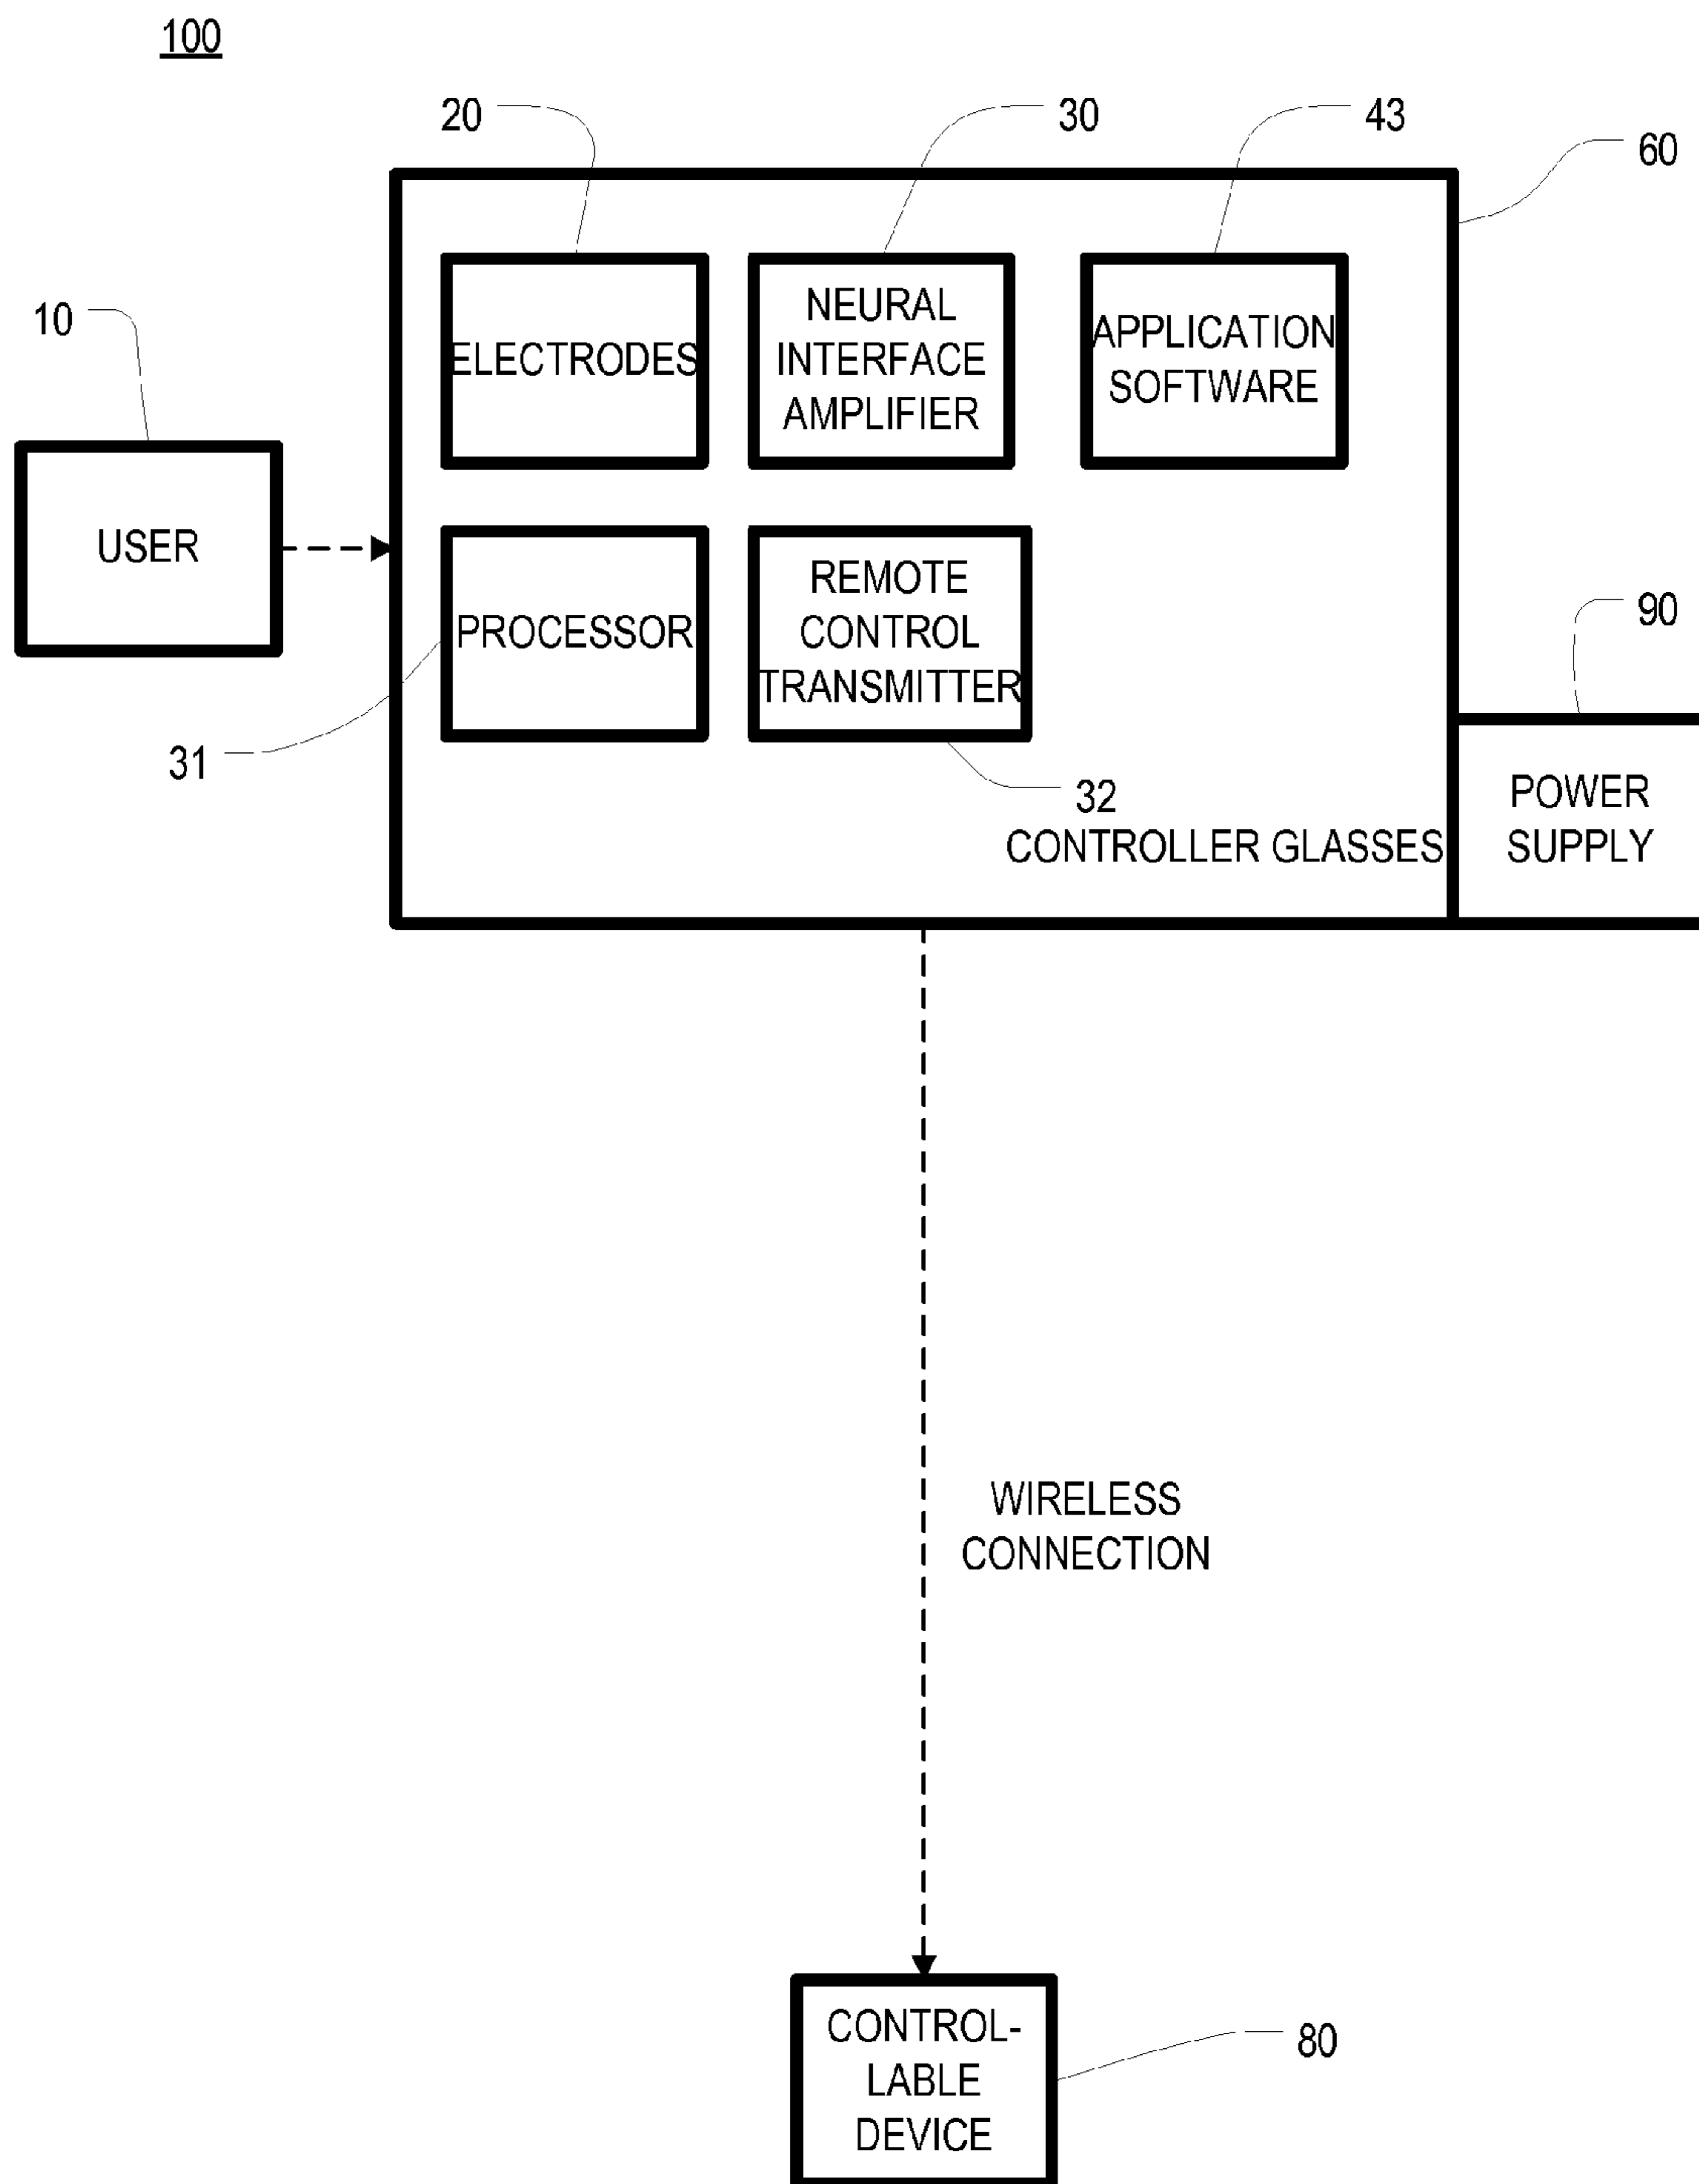 100
20
30
43
60
10
ELECTRODES
NEURAL
INTERFACE
AMPLIFIER
APPLICATION
SOFTWARE
USER
PROCESSOR
REMOTE
CONTROL
TRANSMITTER
90
31
32
CONTROLLER GLASSES
POWER
SUPPLY
WIRELESS
CONNECTION
CONTROL-
LABLE
DEVICE
80